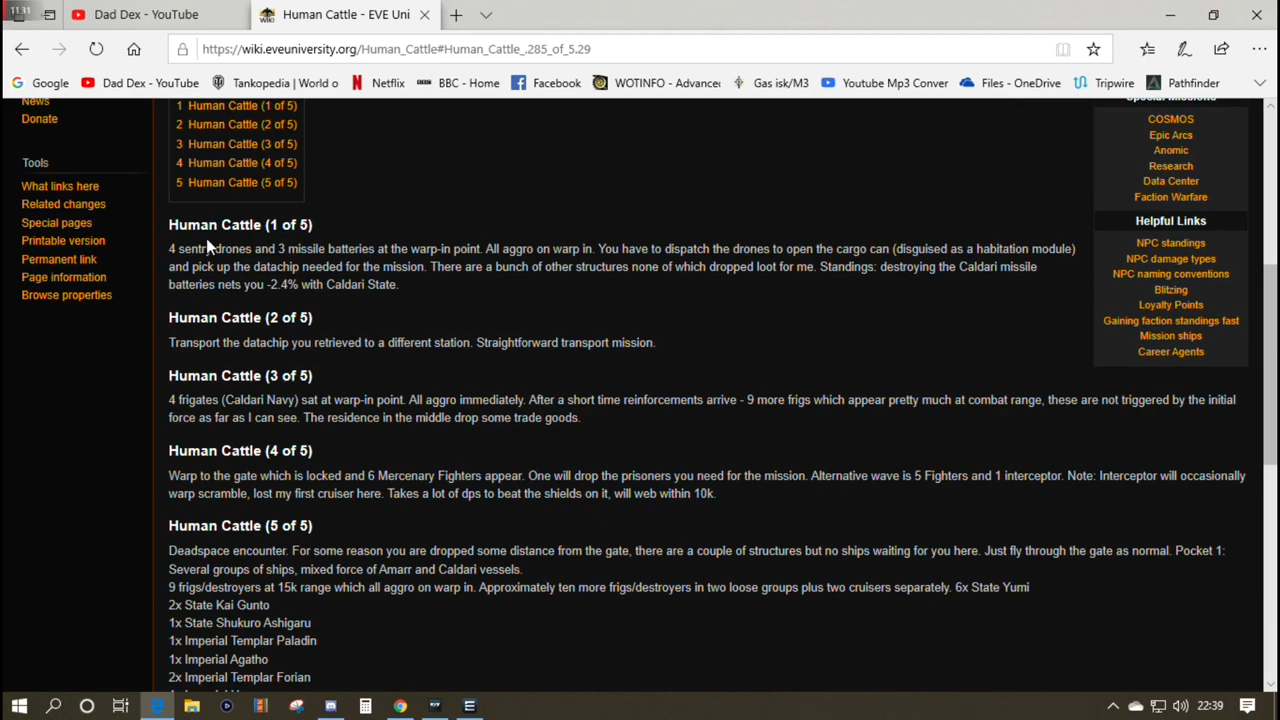 11:31
Dad Dex - YouTube
Human Cattle - EVE Uni
https://wiki.eveuniversity.org/Human_Cattle#Human_Cattle_.285_of_5.29
Google
Dad Dex - YouTube
Tankopedia | World o
Netflix
BBC - Home
Facebook
WOTINFO - Advance
Gas isk/M3
Youtube Mp3 Conver
Files - OneDrive
Tripwire
Pathfinder
News
Donate
Tools
What links here
Related changes
Special pages
Printable version
Permanent link
Page information
Browse properties
1 Human Cattle (1 of 5)
2 Human Cattle (2 of 5)
3 Human Cattle (3 of 5)
4 Human Cattle (4 of 5)
5 Human Cattle (5 of 5)
Human Cattle (1 of 5)
4 sentry drones and 3 missile batteries at the warp-in point. All aggro on warp in. You have to dispatch the drones to open the cargo can (disguised as a habitation module)
and pick up the datachip needed for the mission. There are a bunch of other structures none of which dropped loot for me. Standings: destroying the Caldari missile
batteries nets you -2.4% with Caldari State.
Human Cattle (2 of 5)
Transport the datachip you retrieved to a different station. Straightforward transport mission.
Human Cattle (3 of 5)
4 frigates (Caldari Navy) sat at warp-in point. All aggro immediately. After a short time reinforcements arrive - 9 more frigs which appear pretty much at combat range, these are not triggered by the initial
force as far as I can see. The residence in the middle drop some trade goods.
Human Cattle (4 of 5)
Warp to the gate which is locked and 6 Mercenary Fighters appear. One will drop the prisoners you need for the mission. Alternative wave is 5 Fighters and 1 interceptor. Note: Interceptor will occasionally
warp scramble, lost my first cruiser here. Takes a lot of dps to beat the shields on it, will web within 10k.
Human Cattle (5 of 5)
Deadspace encounter. For some reason you are dropped some distance from the gate, there are a couple of structures but no ships waiting for you here. Just fly through the gate as normal. Pocket 1:
Several groups of ships, mixed force of Amarr and Caldari vessels.
9 frigs/destroyers at 15k range which all aggro on warp in. Approximately ten more frigs/destroyers in two loose groups plus two cruisers separately. 6x State Yumi
2x State Kai Gunto
1x State Shukuro Ashigaru
1x Imperial Templar Paladin
1x Imperial Agatho
2x Imperial Templar Forian
Special Missions
COSMOS
Epic Arcs
Anomic
Research
Data Center
Faction Warfare
Helpful Links
NPC standings
NPC damage types
NPC naming conventions
Blitzing
Loyalty Points
Gaining faction standings fast
Mission ships
Career Agents
22:39